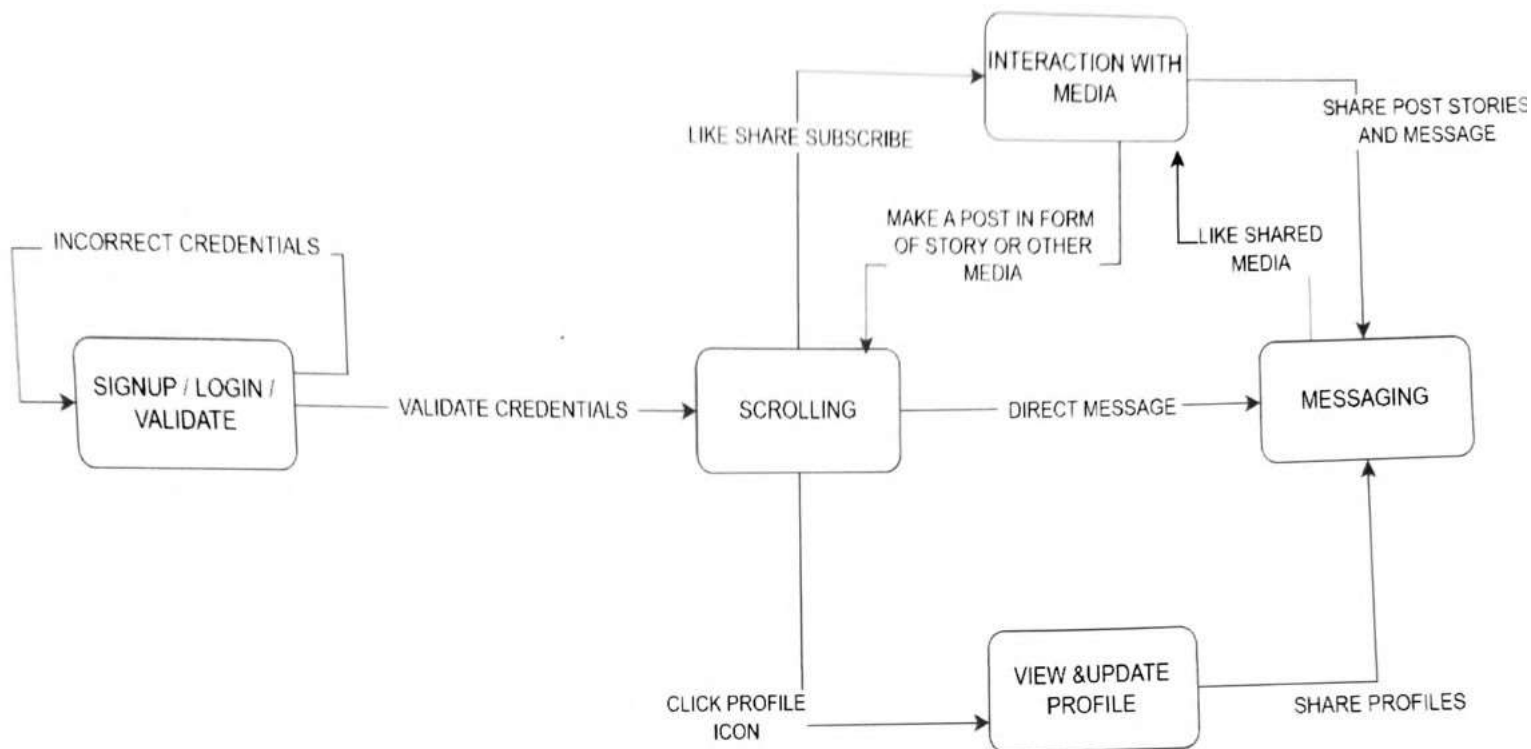 INTERACTION WITH
MEDIA
SHARE POST STORIES
AND MESSAGE
LIKE SHARE SUBSCRIBE
MAKE A POST IN FORM
OF STORY OR OTHER
MEDIA
LIKE SHARED
MEDIA
INCORRECT CREDENTIALS
SIGNUP / LOGIN /
VALIDATE
VALIDATE CREDENTIALS
SCROLLING
DIRECT MESSAGE
MESSAGING
VIEW &UPDATE
PROFILE
CLICK PROFILE
ICON
SHARE PROFILES